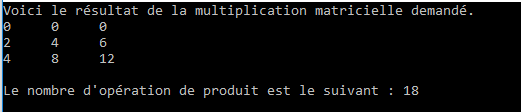 Voici le résultat de la multiplication matricielle demandé.
0 0 0
2 4 6
4 8 12
Le nombre d'opération de produit est le suivant : 18